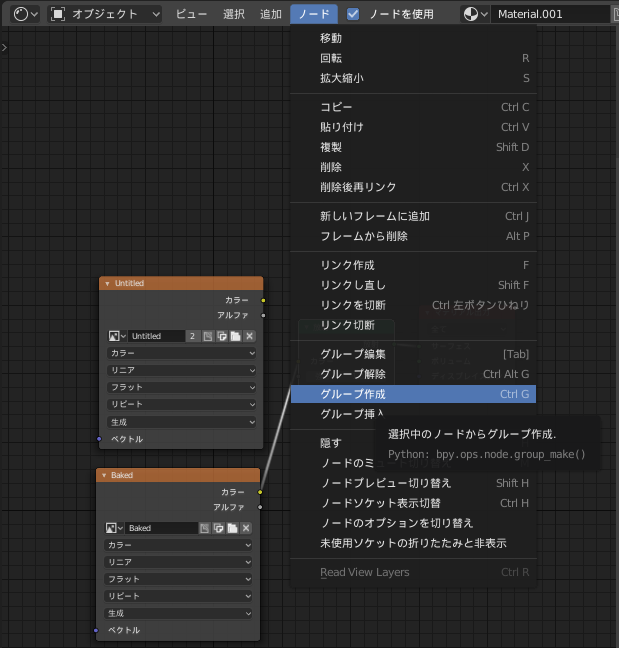 オブジェクト ビュー 選択 追加 ノード ノードを使用 Material.001
移動
回転 R
拡大縮小 S
コピー Ctrl C
貼り付け Ctrl V
複製 Shift D
削除 X
削除後再リンク Ctrl X
新しいフレームに追加 Ctrl J
フレームから削除 Alt P
リンク作成 F
リンクし直し Shift F
リンクを切断 Ctrl 左ボタンひねり
リンク切断
グループ編集 [Tab]
グループ解除 Ctrl Alt G
グループ作成 Ctrl G
グループ挿入
選択中のノードからグループ作成.
Python: bpy.ops.node.group_make()
隠す
ノードのミュート切り替え
ノードプレビュー切り替え Shift H
ノードソケット表示切替 Ctrl H
ノードのオプションを切り替え
未使用ソケットの折りたたみと非表示
Read View Layers Ctrl R
Untitled
カラー
アルファ
Untitled 2
カラー
リニア
フラット
リピート
生成
ベクトル
Baked
カラー
アルファ
Baked
カラー
リニア
フラット
リピート
生成
ベクトル